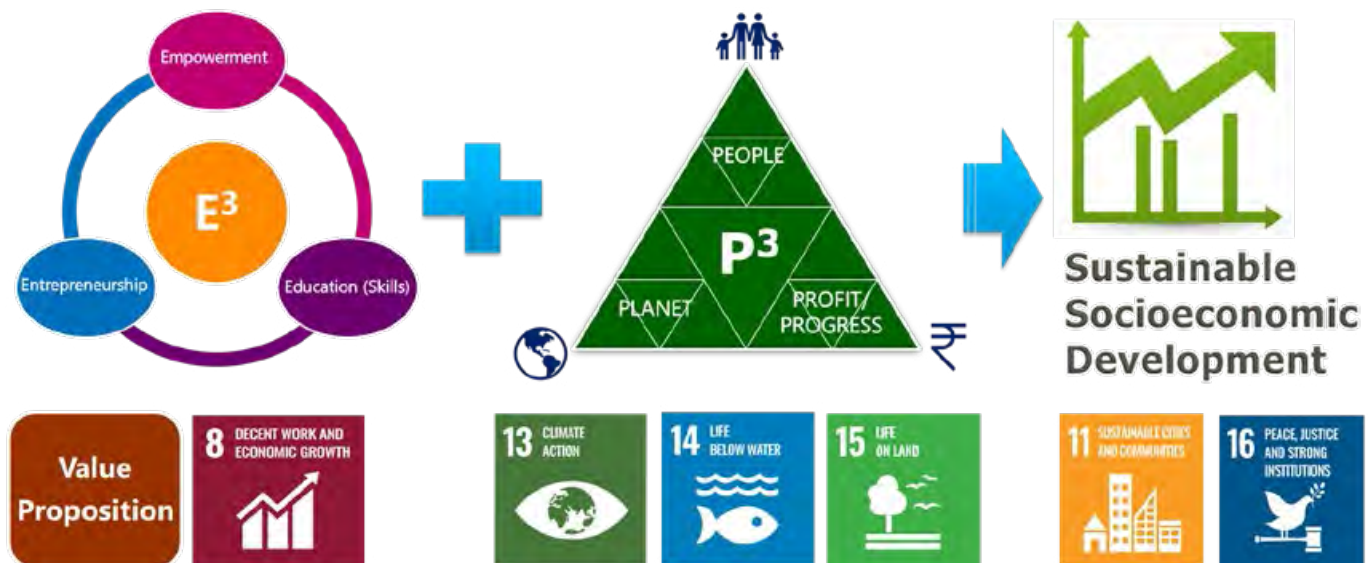 Empowerment
E³
Entrepreneurship
Education (Skills)
PEOPLE
P³
PLANET
PROFIT/
PROGRESS
₹
Sustainable
Socioeconomic
Development
Value
Proposition
8 DECENT WORK AND
ECONOMIC GROWTH
13 CLIMATE
ACTION
14 LIFE
BELOW WATER
15 LIFE
ON LAND
11 SUSTAINABLE CITIES
AND COMMUNITIES
16 PEACE, JUSTICE
AND STRONG
INSTITUTIONS